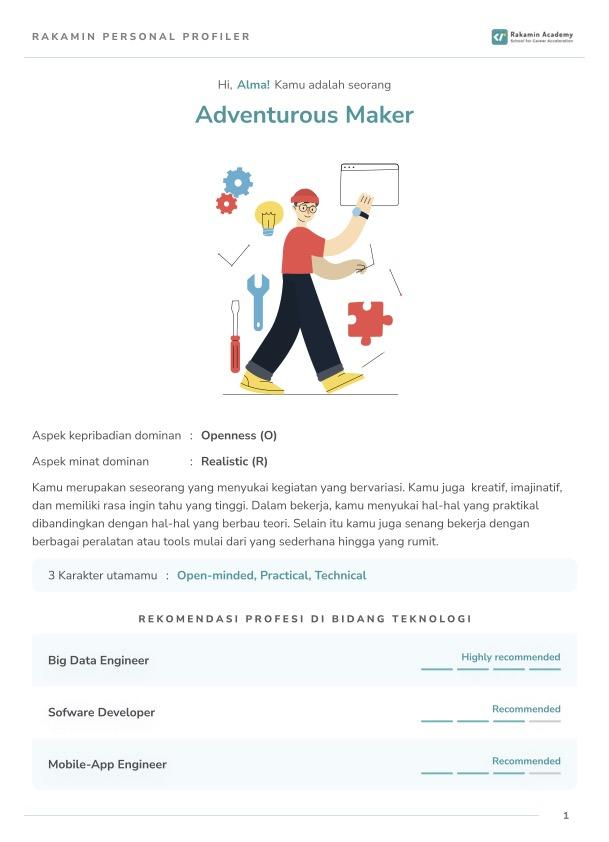 RAKAMIN PERSONAL PROFILER
Rakamin Academy
School for Career Acceleration
Hi, Alma! Kamu adalah seorang
Adventurous Maker
Aspek kepribadian dominan : Openness (O)
Aspek minat dominan : Realistic (R)
Kamu merupakan seseorang yang menyukai kegiatan yang bervariasi. Kamu juga kreatif, imajinatif,
dan memiliki rasa ingin tahu yang tinggi. Dalam bekerja, kamu menyukai hal-hal yang praktikal
dibandingkan dengan hal-hal yang berbau teori. Selain itu kamu juga senang bekerja dengan
berbagai peralatan atau tools mulai dari yang sederhana hingga yang rumit.
3 Karakter utamamu : Open-minded, Practical, Technical
REKOMENDASI PROFESI DI BIDANG TEKNOLOGI
Big Data Engineer Highly recommended
Sofware Developer Recommended
Mobile-App Engineer Recommended
1